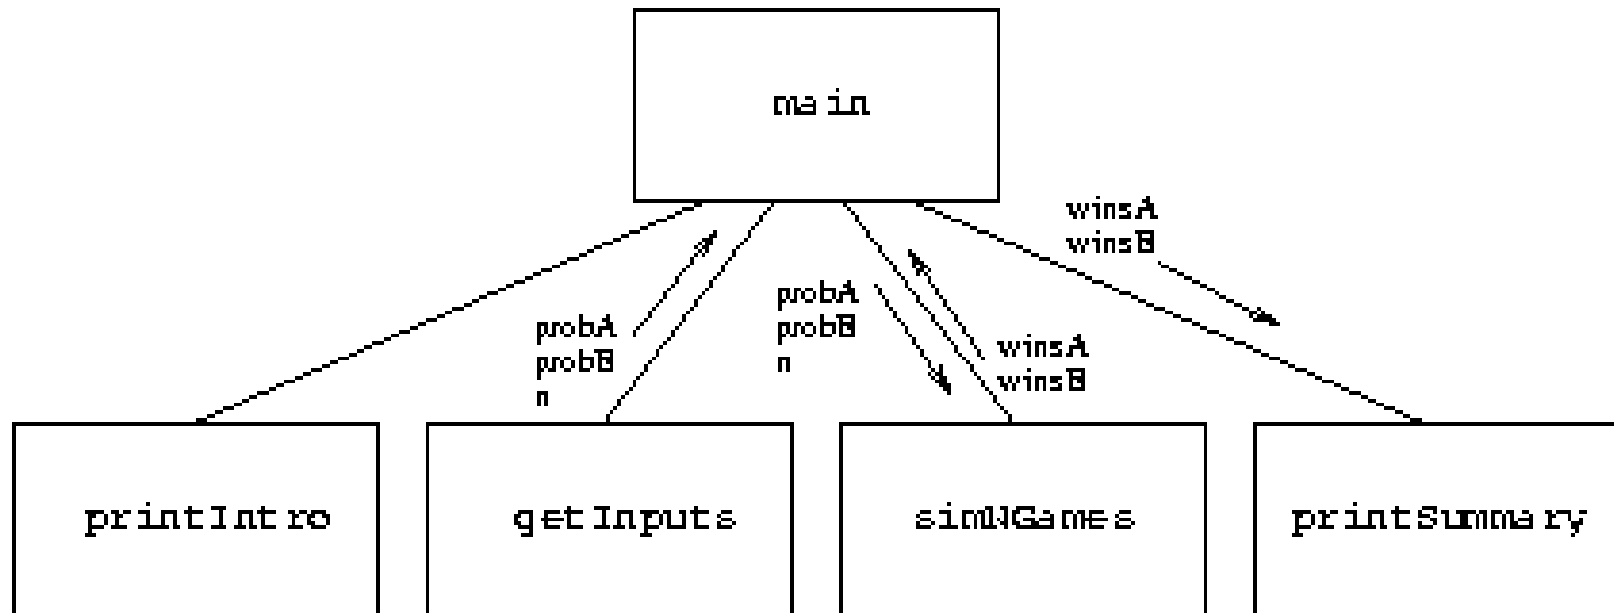 main
winsA
winsB
probA
probB
n
probA
probB
n
winsA
winsB
printIntro
getInputs
simNGames
printSummary